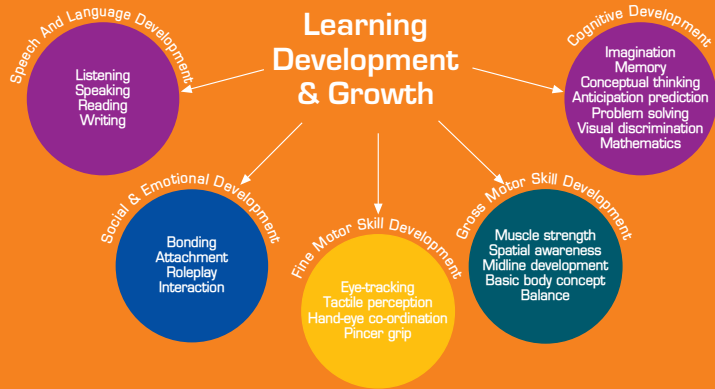 Learning
Development
& Growth
Speech And Language Development
Listening
Speaking
Reading
Writing
Social & Emotional Development
Bonding
Attachment
Roleplay
Interaction
Fine Motor Skill Development
Eye-tracking
Tactile perception
Hand-eye co-ordination
Pincer grip
Gross Motor Skill Development
Muscle strength
Spatial awareness
Midline development
Basic body concept
Balance
Cognitive Development
Imagination
Memory
Conceptual thinking
Anticipation prediction
Problem solving
Visual discrimination
Mathematics